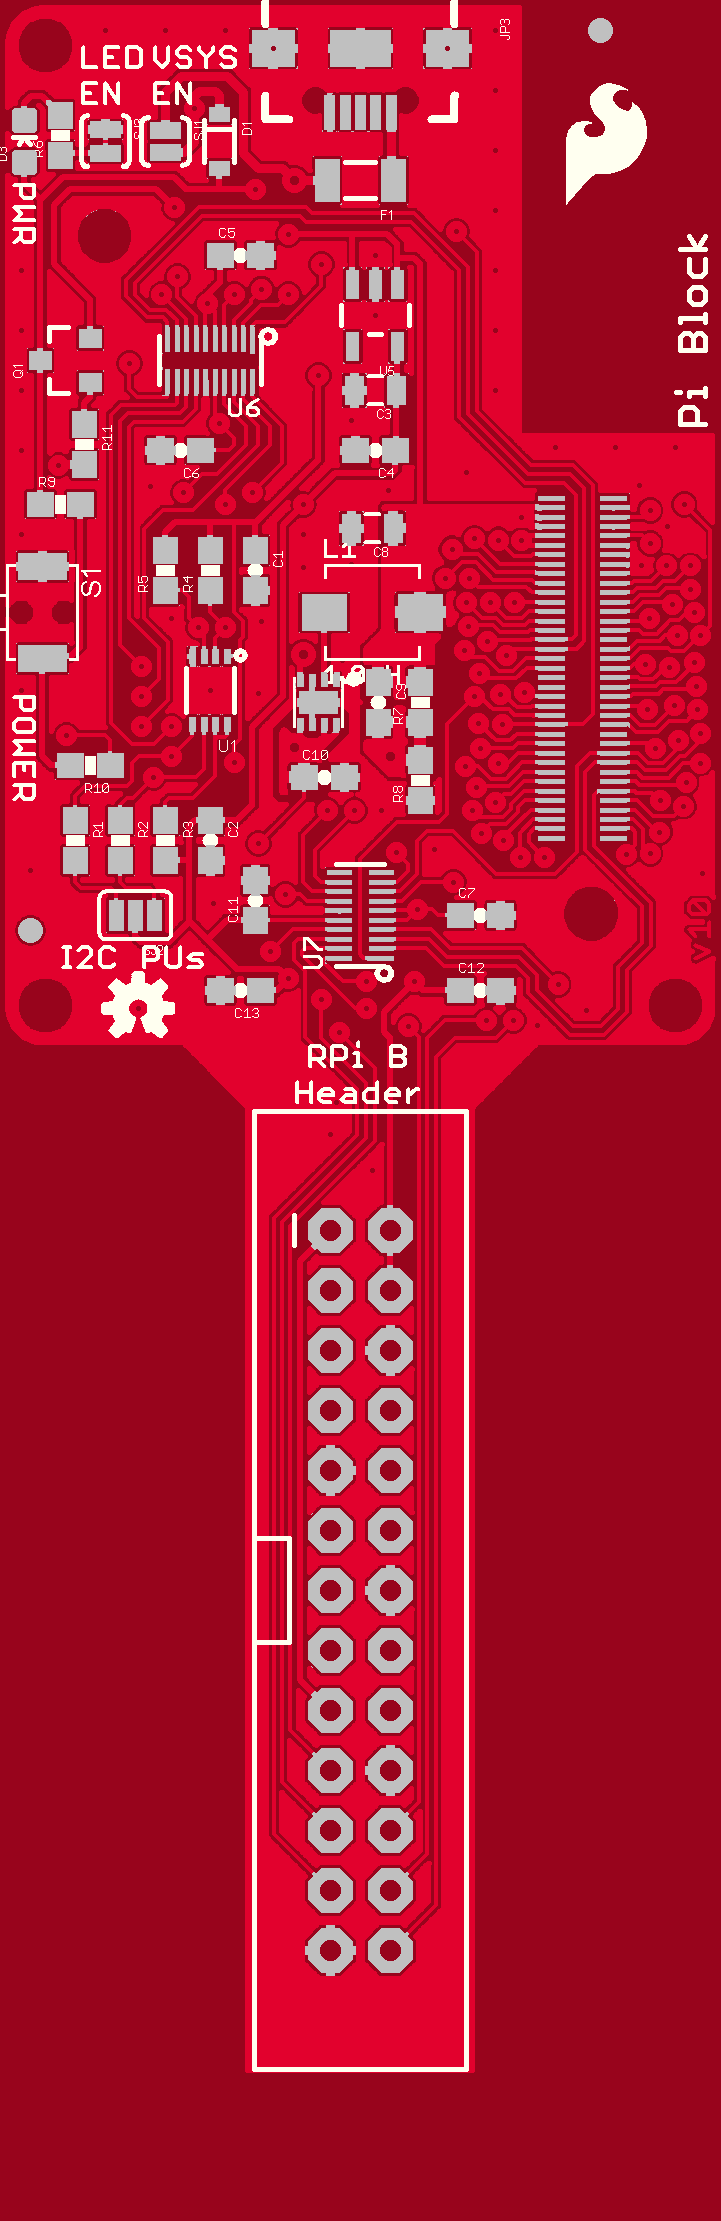 JP3
LED VSYS
EN EN
D3
R6
SJ1
D1
PWR
F1
C5
Pi Block
Q1
U5
U6
C3
R11
C6
C4
R9
C8
L1
S1
R5
R4
C1
C9
R7
POWER
U1
C10
R10
R8
R1
R2
R3
C2
C11
C7
v10
U7
I2C PUs
C12
C13
RPi B
Header